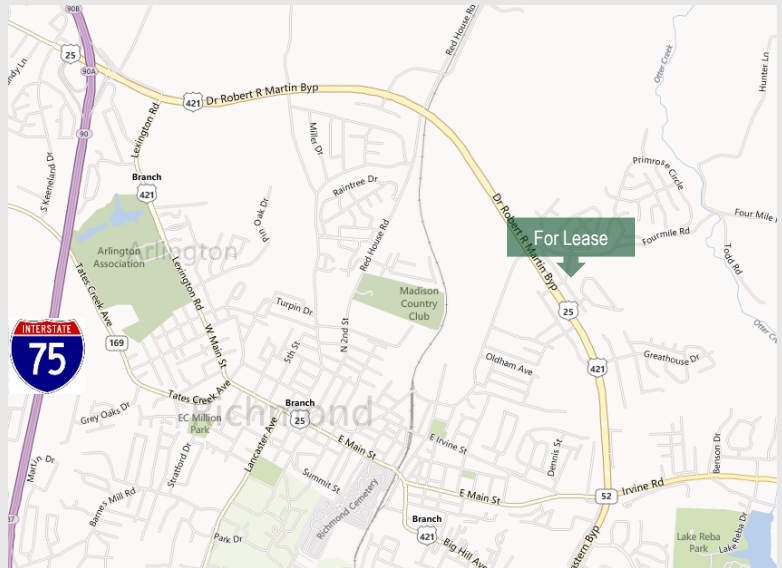 90B
25
90A
Red House Rd
Otter Creek
Hunter Ln
421
Dr Robert R Martin Byp
90
Lexington Rd
Miller Dr
S Keeneland Dr
Branch
421
Primrose
Circle
Raintree Dr
Oak Dr
Pin
Dr Robert R Martin Byp
For Lease
Four Mile
Fourmile Rd
Todd Rd
Red House Rd
Arlington
Arlington
Association
Tates Creek Ave
Lexington Rd
Madison
Country
Club
Turpin Dr
25
Otter
INTERSTATE
75
169
W Main St
N 2nd St
5th St
Oldham Ave
Greathouse Dr
421
Tates Creek Ave
Grey Oaks Dr
EC Million
Park
Richmond
Branch
25
Lancaster Ave
E Main St
E Irvine St
Dennis St
Benson Dr
Stratford Dr
Martin Dr
Summit St
Richmond Cemetery
E Main St
52
Irvine Rd
Barnes Mill Rd
87
Park Dr
Branch
421
Big Hill Ave
Eastern Byp
Lake Reba
Park
Lake Reba Dr